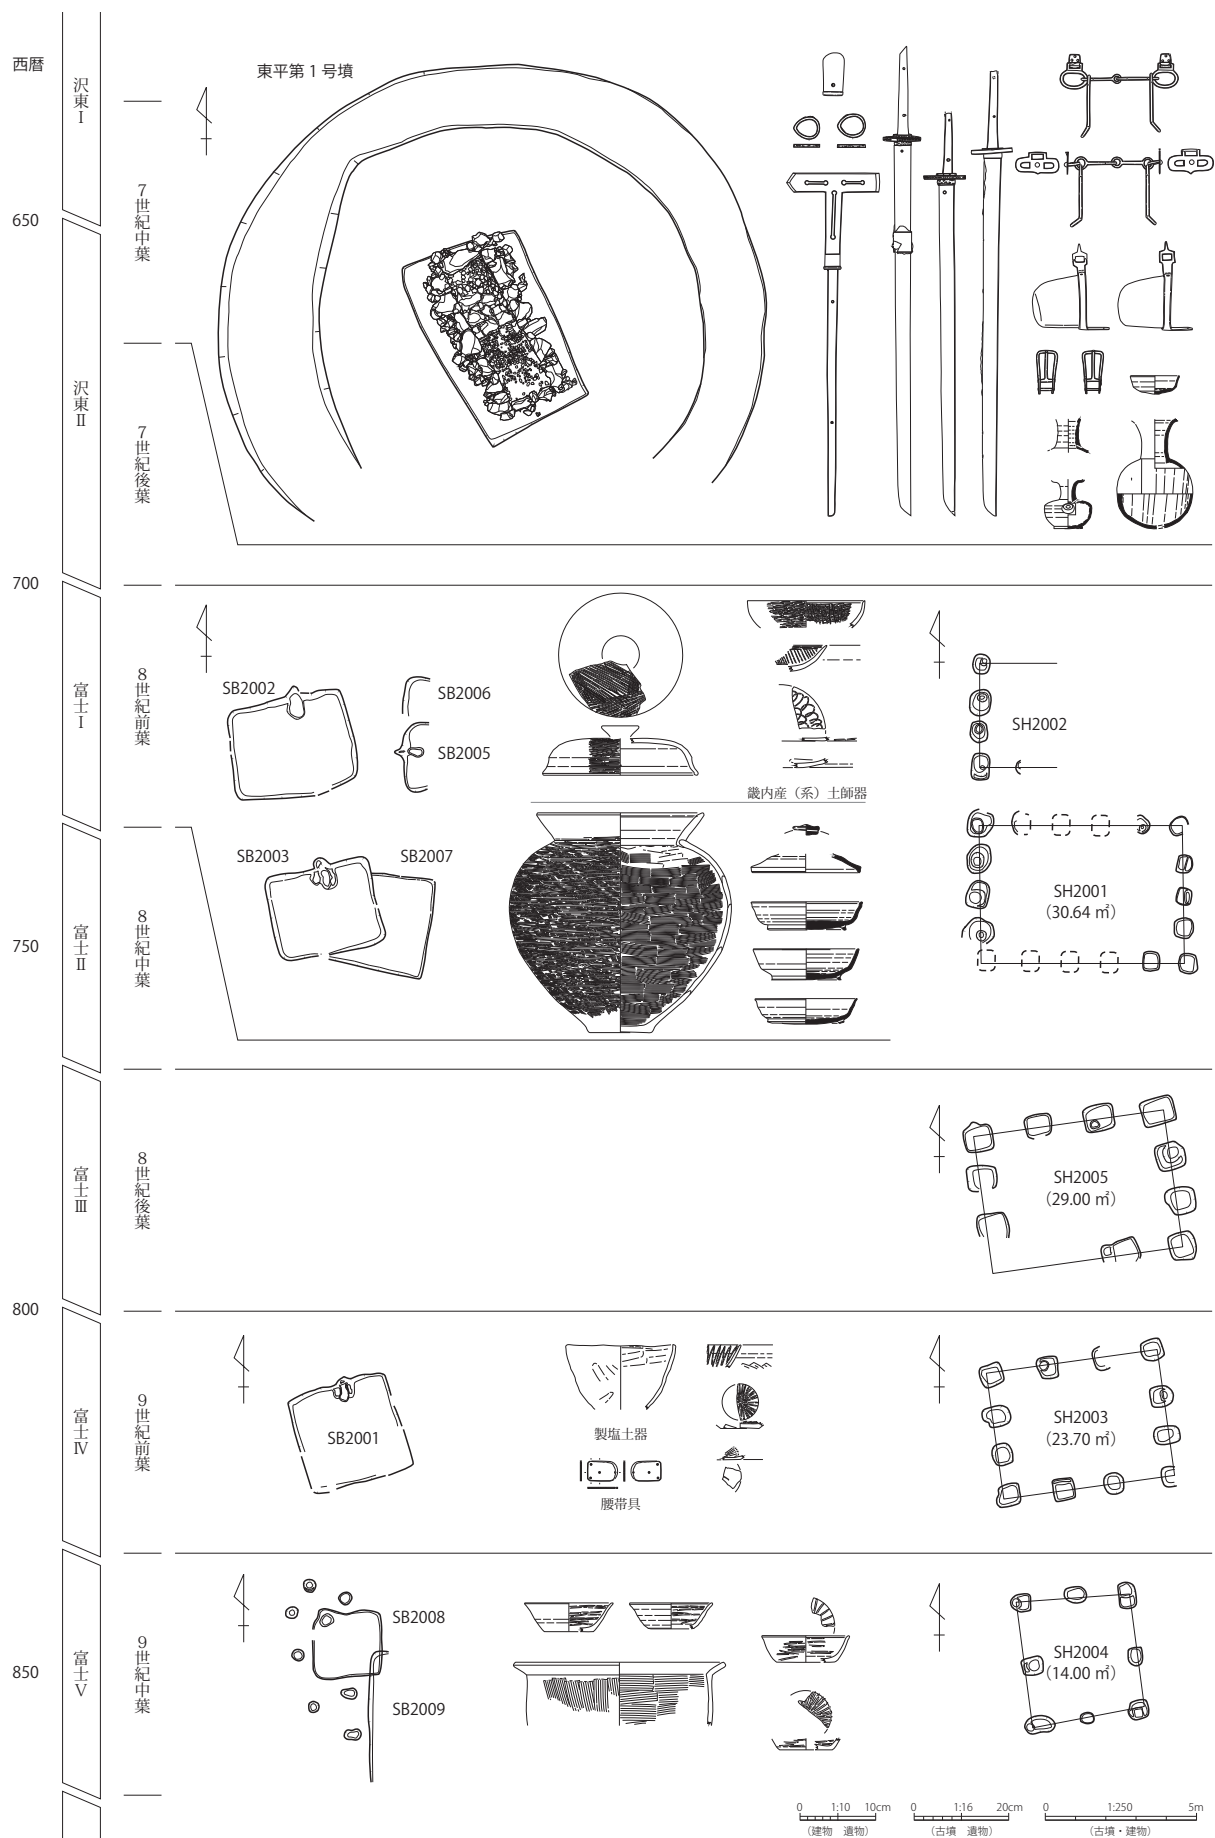 西暦
沢東Ⅰ
650
沢東Ⅱ
700
富士Ⅰ
富士Ⅱ
750
富士Ⅲ
800
富士Ⅳ
富士Ⅴ
850
7世紀中葉
7世紀後葉
8世紀前葉
8世紀中葉
8世紀後葉
9世紀前葉
9世紀中葉
東平第1号墳
SB2002
SB2006
SB2005
畿内産（系）土師器
SH2002
SB2003
SB2007
SH2001
（30.64 ㎡）
SH2005
（29.00 ㎡）
SB2001
製塩土器
腰帯具
SH2003
（23.70 ㎡）
SB2008
SB2009
SH2004
（14.00 ㎡）
0 1:10 10cm
（建物 遺物）
0 1:16 20cm
（古墳 遺物）
0 1:250 5m
（古墳・建物）